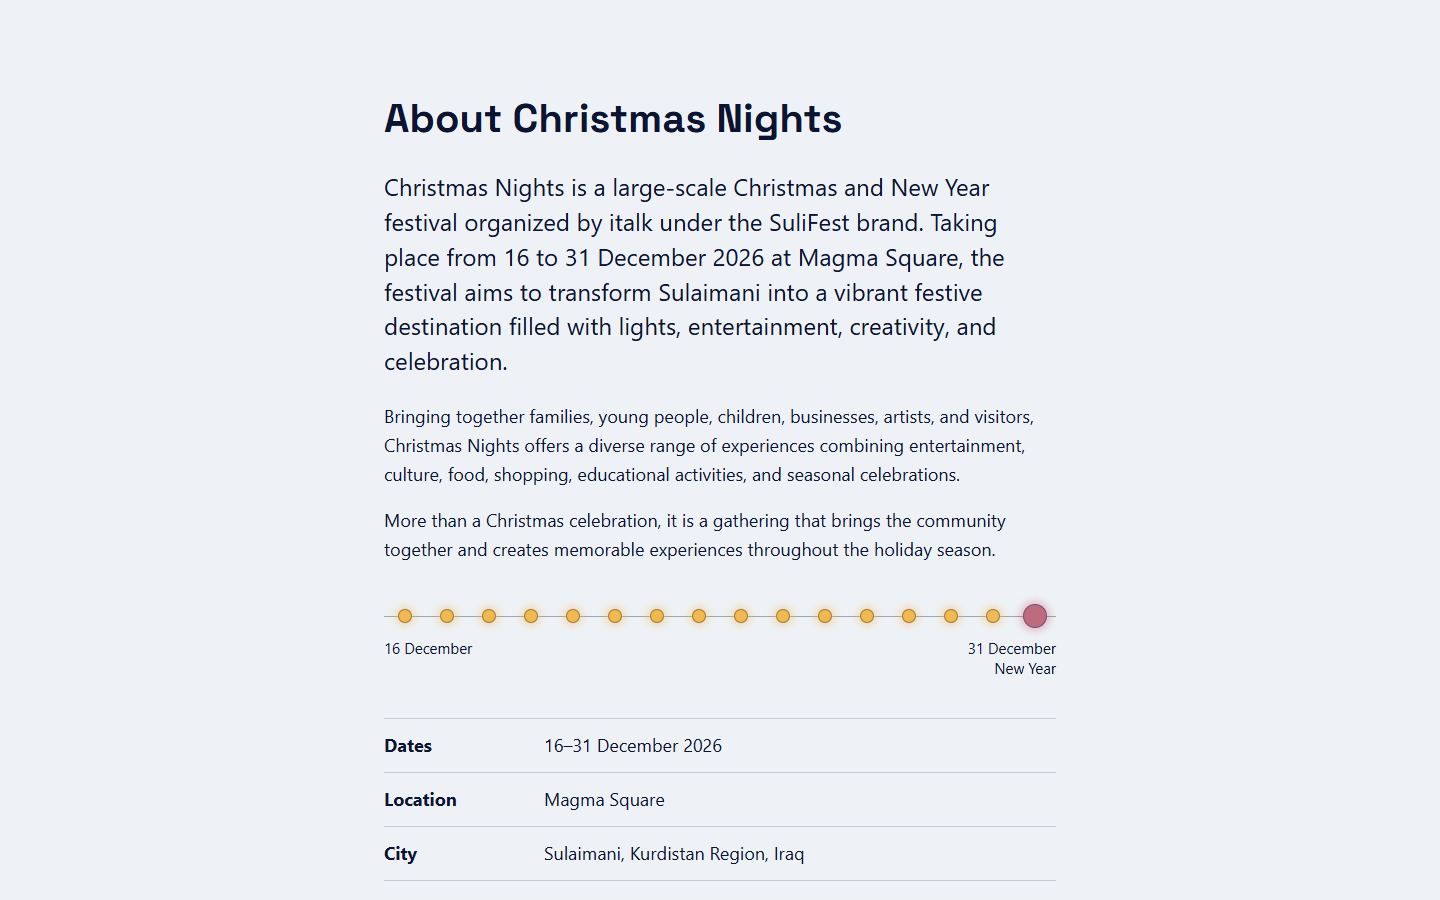 About Christmas Nights
Christmas Nights is a large-scale Christmas and New Year
festival organized by italk under the SuliFest brand. Taking
place from 16 to 31 December 2026 at Magma Square, the
festival aims to transform Sulaimani into a vibrant festive
destination filled with lights, entertainment, creativity, and
celebration.
Bringing together families, young people, children, businesses, artists, and visitors,
Christmas Nights offers a diverse range of experiences combining entertainment,
culture, food, shopping, educational activities, and seasonal celebrations.
More than a Christmas celebration, it is a gathering that brings the community
together and creates memorable experiences throughout the holiday season.
16 December
31 December
New Year
Dates 16–31 December 2026
Location Magma Square
City Sulaimani, Kurdistan Region, Iraq